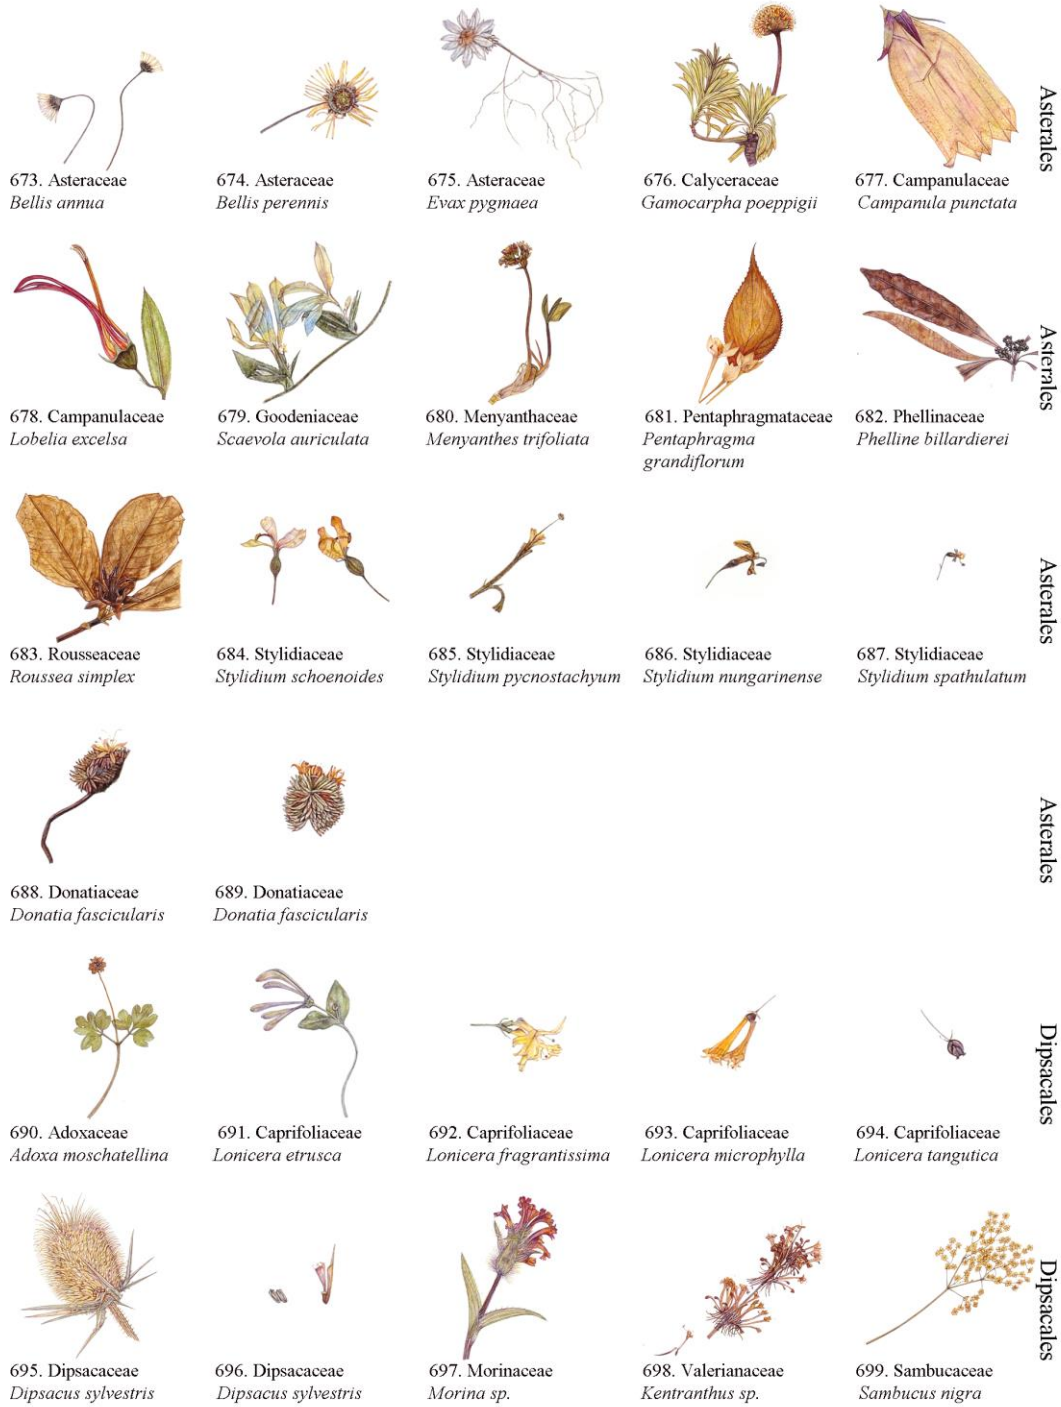 673. Asteraceae
Bellis annua
674. Asteraceae
Bellis perennis
675. Asteraceae
Evax pygmaea
676. Calyceraceae
Gamocarpha poeppigii
677. Campanulaceae
Campanula punctata
Asterales
678. Campanulaceae
Lobelia excelsa
679. Goodeniaceae
Scaevola auriculata
680. Menyanthaceae
Menyanthes trifoliata
681. Pentaphragmataceae
Pentaphragma
grandiflorum
682. Phellinaceae
Phelline billardierei
Asterales
683. Rousseaceae
Roussea simplex
684. Stylidiaceae
Stylidium schoenoides
685. Stylidiaceae
Stylidium pycnostachyum
686. Stylidiaceae
Stylidium nungarinense
687. Stylidiaceae
Stylidium spathulatum
Asterales
688. Donatiaceae
Donatia fascicularis
689. Donatiaceae
Donatia fascicularis
Asterales
690. Adoxaceae
Adoxa moschatellina
691. Caprifoliaceae
Lonicera etrusca
692. Caprifoliaceae
Lonicera fragrantissima
693. Caprifoliaceae
Lonicera microphylla
694. Caprifoliaceae
Lonicera tangutica
Dipsacales
695. Dipsacaceae
Dipsacus sylvestris
696. Dipsacaceae
Dipsacus sylvestris
697. Morinaceae
Morina sp.
698. Valerianaceae
Kentranthus sp.
699. Sambucaceae
Sambucus nigra
Dipsacales